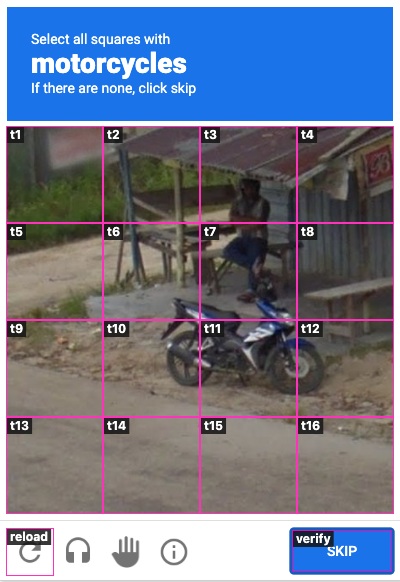 Select all squares with
motorcycles
If there are none, click skip
t1
t2
t3
t4
t5
t6
t7
t8
t9
t10
t11
t12
t13
t14
t15
t16
reload
verify
SKIP